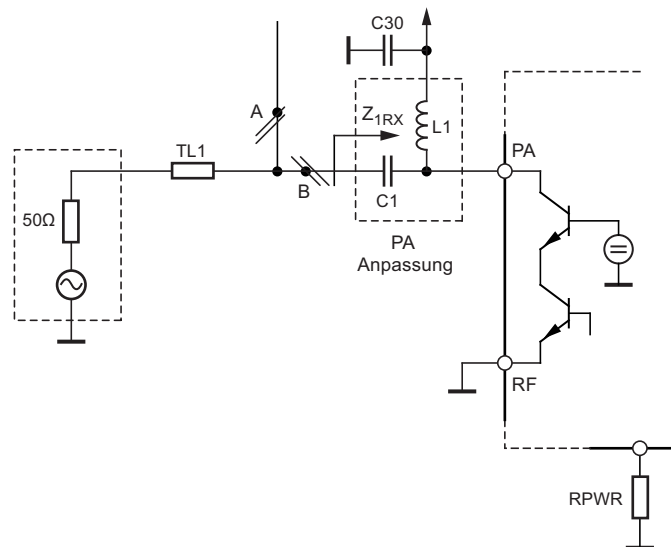 C30
A
Z1RX
L1
TL1
PA
B
C1
50Ω
PA
Anpassung
RF
RPWR